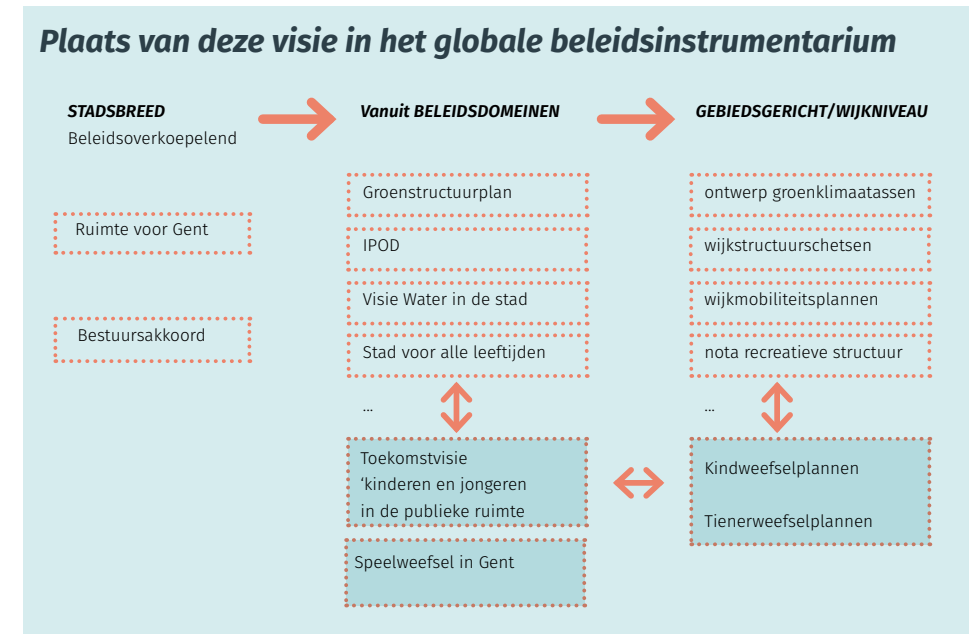 Plaats van deze visie in het globale beleidsinstrumentarium
STADSBREED
Beleidsoverkoepelend
Ruimte voor Gent
Bestuursakkoord
Vanuit BELEIDSDOMEINEN
Groenstructuurplan
IPOD
Visie Water in de stad
Stad voor alle leeftijden
...
Toekomstvisie
‘kinderen en jongeren
in de publieke ruimte
Speelweefsel in Gent
GEBIEDSGERICHT/WIJKNIVEAU
ontwerp groenklimaatassen
wijkstructuurschetsen
wijkmobiliteitsplannen
nota recreatieve structuur
...
Kindweefselplannen
Tienerweefselplannen